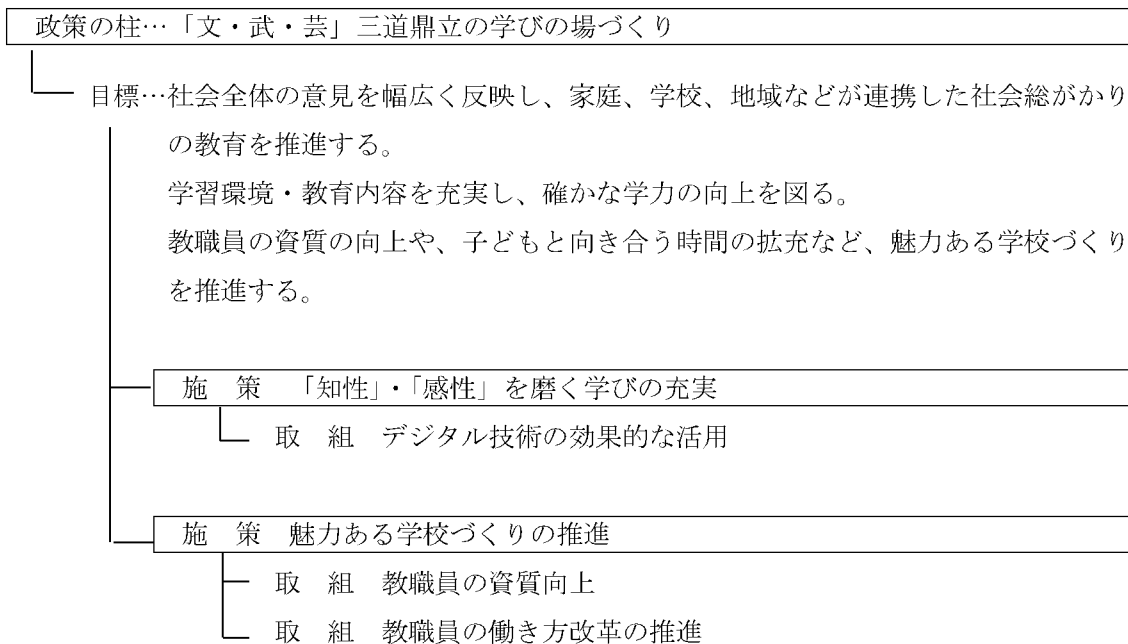 政策の柱…「文・武・芸」三道鼎立の学びの場づくり
目標…社会全体の意見を幅広く反映し、家庭、学校、地域などが連携した社会総がかり
の教育を推進する。
学習環境・教育内容を充実し、確かな学力の向上を図る。
教職員の資質の向上や、子どもと向き合う時間の拡充など、魅力ある学校づくり
を推進する。
施　策　「知性」・「感性」を磨く学びの充実
取　組　デジタル技術の効果的な活用
施　策　魅力ある学校づくりの推進
取　組　教職員の資質向上
取　組　教職員の働き方改革の推進